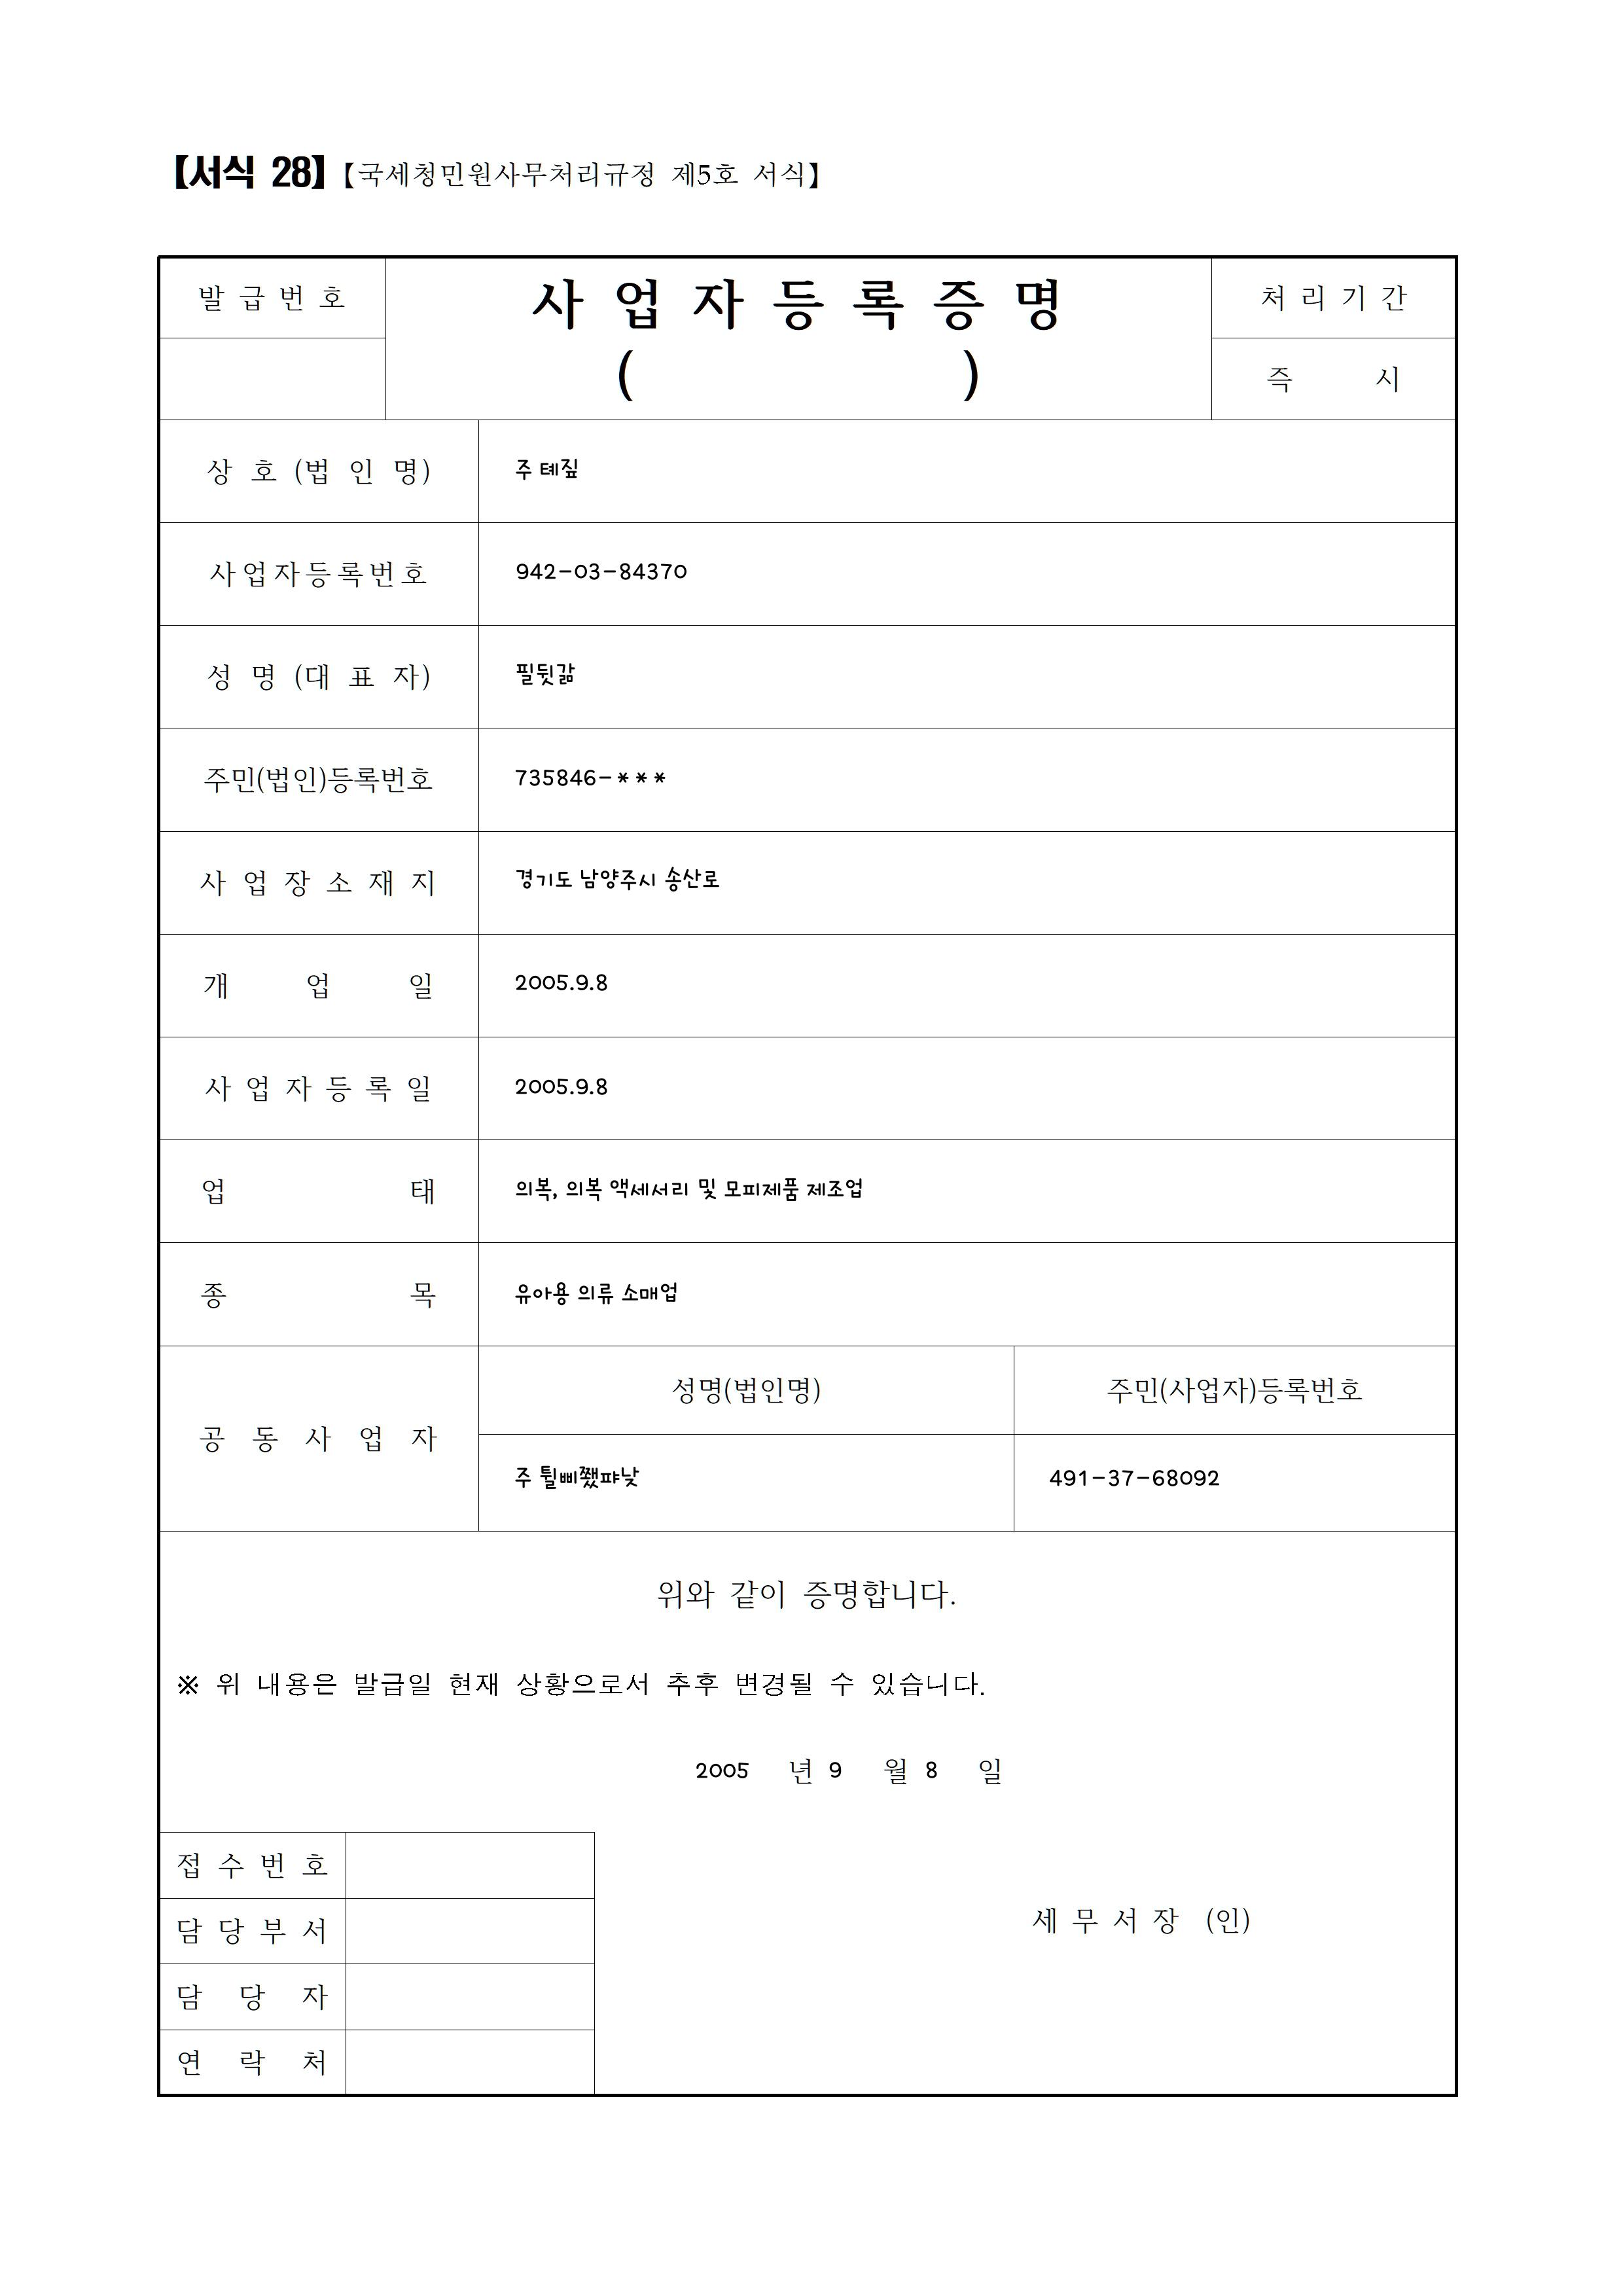 【서식 28】【국세청민원사무처리규정 제5호 서식】
발급번호
사업자등록증명
( )
처리기간
즉시
상호(법인명) 주 톄짚
사업자등록번호 942-03-84370
성명(대표자) 필뒷갊
주민(법인)등록번호 735846-***
사업장소재지 경기도 남양주시 송산로
개업일 2005.9.8
사업자등록일 2005.9.8
업태 의복, 의복 액세서리 및 모피제품 제조업
종목 유아용 의류 소매업
공동사업자
성명(법인명) 주민(사업자)등록번호
주 491-37-68092
위와 같이 증명합니다.
※ 위 내용은 발급일 현재 상황으로서 추후 변경될 수 있습니다.
2005 년 9 월 8 일
접수번호
담당부서
세무서장 (인)
담당자
연락처